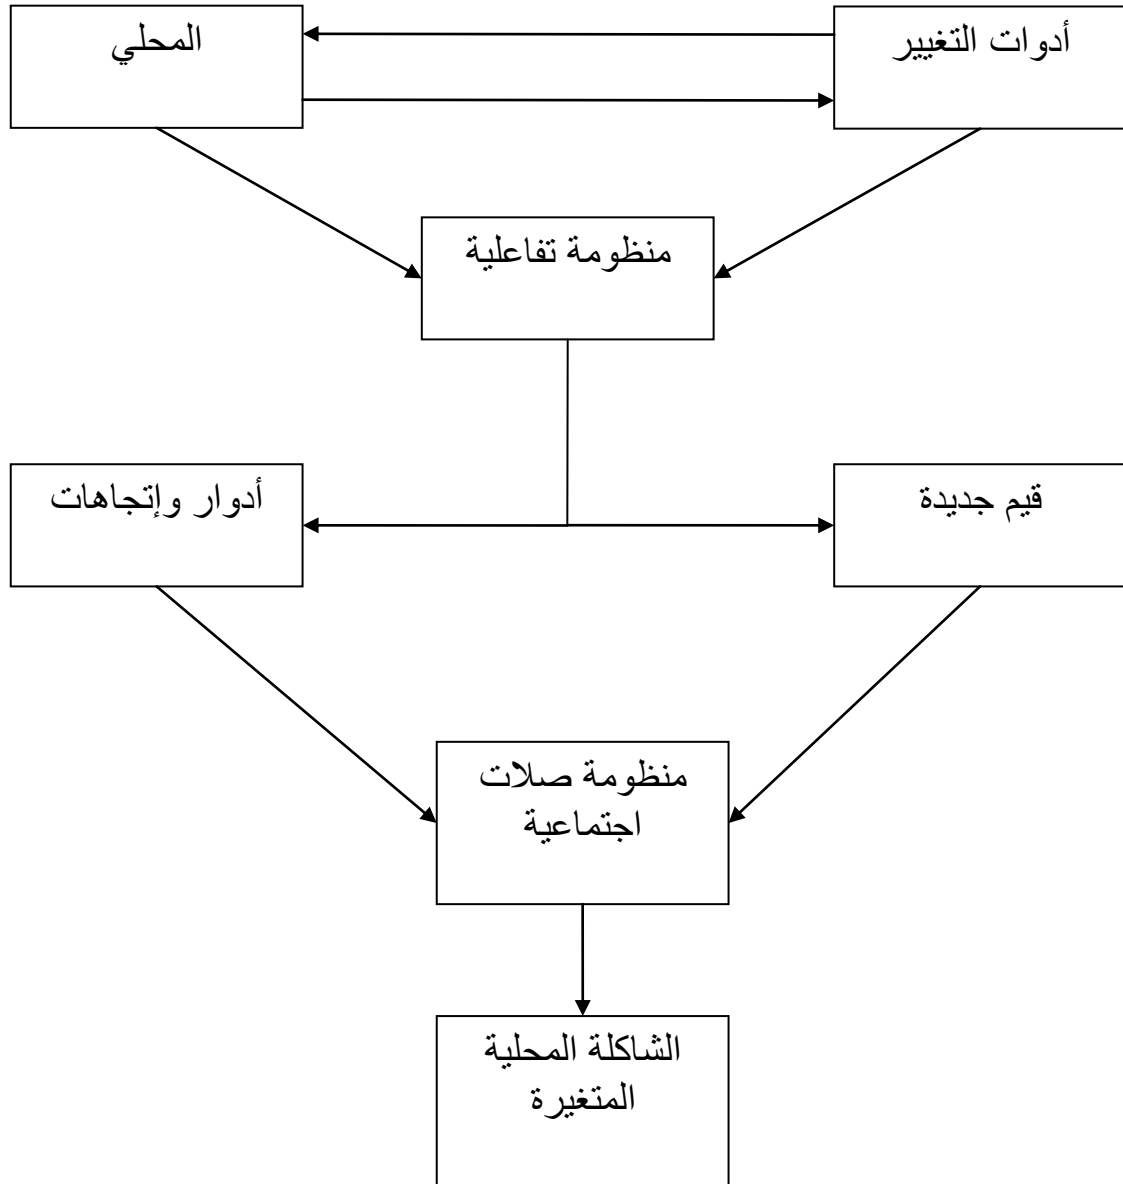 أدوات التغيير
المحلي
منظومة تفاعلية
قيم جديدة
أدوار وإتجاهات
منظومة صلات
اجتماعية
الشاكلة المحلية
المتغيرة